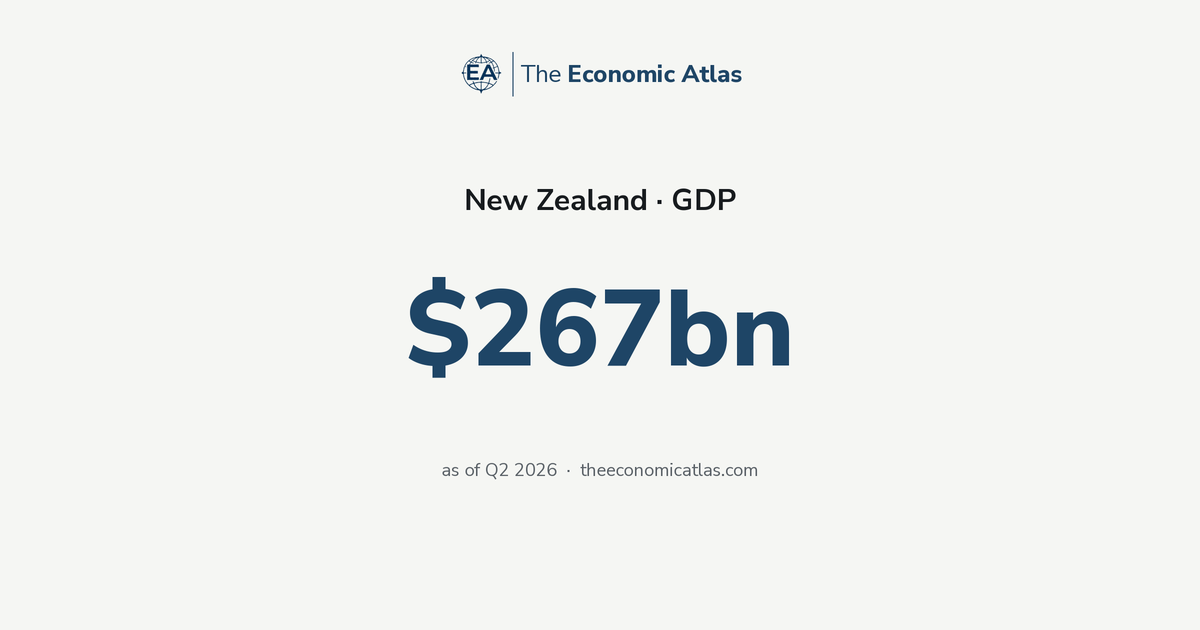 EA The Economic Atlas
New Zealand · GDP
$267bn
as of Q2 2026 · theeconomicatlas.com